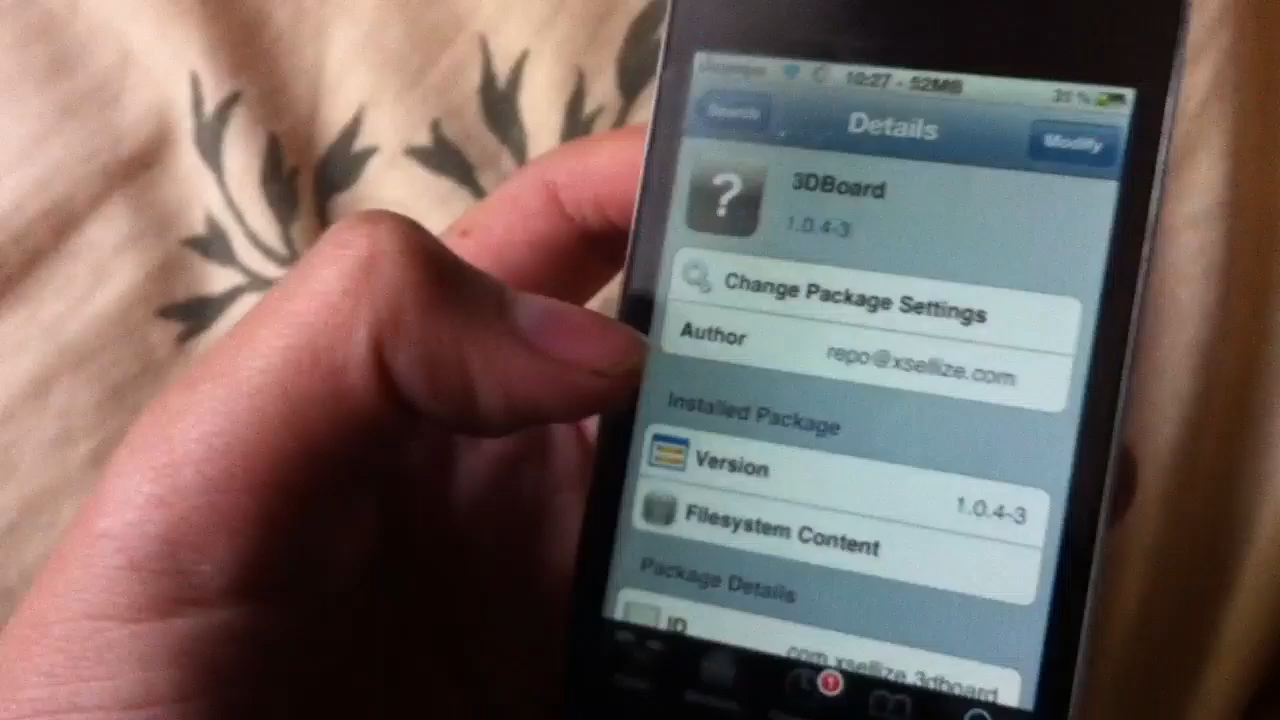 10:27 - 52MB
Search Details Modify
?
3DBoard
1.0.4-3
Change Package Settings
Author repo@xsellize.com
Installed Package
Version 1.0.4-3
Filesystem Content
Package Details
ID com.xsellize.3dboard